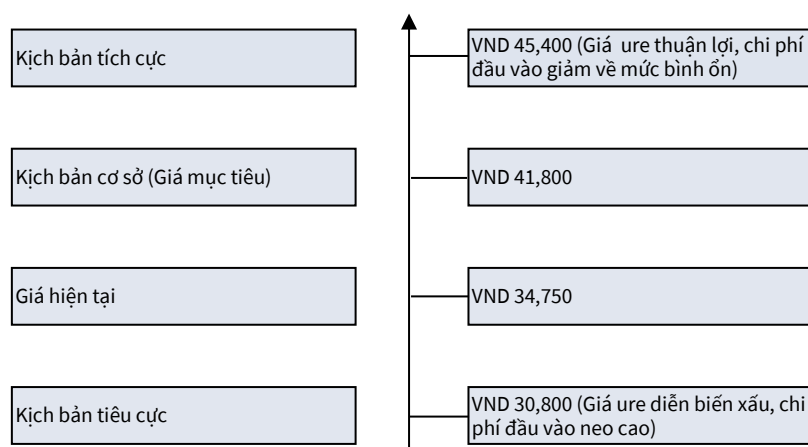 Kịch bản tích cực
VND 45,400 (Giá ure thuận lợi, chi phí
đầu vào giảm về mức bình ổn)
Kịch bản cơ sở (Giá mục tiêu)
VND 41,800
Giá hiện tại
VND 34,750
Kịch bản tiêu cực
VND 30,800 (Giá ure diễn biến xấu, chi
phí đầu vào neo cao)